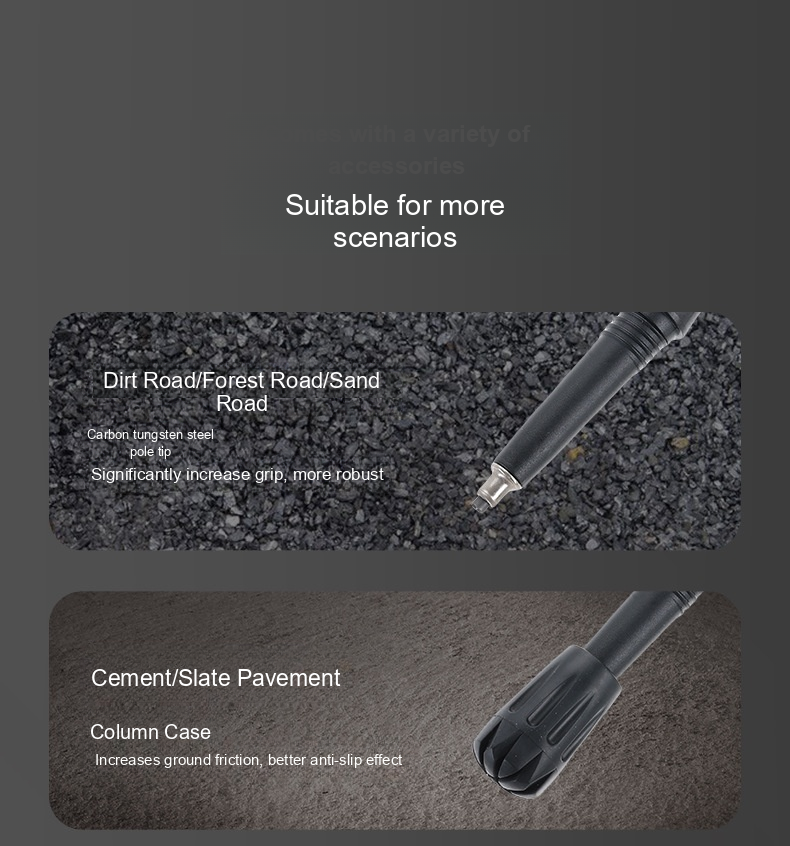 with a variety of
accessories
Suitable for more
scenarios
Dirt Road/Forest Road/Sand
Road
Carbon tungsten steel
pole tip
Significantly increase grip, more robust
Cement/Slate Pavement
Column Case
Increases ground friction, better anti-slip effect